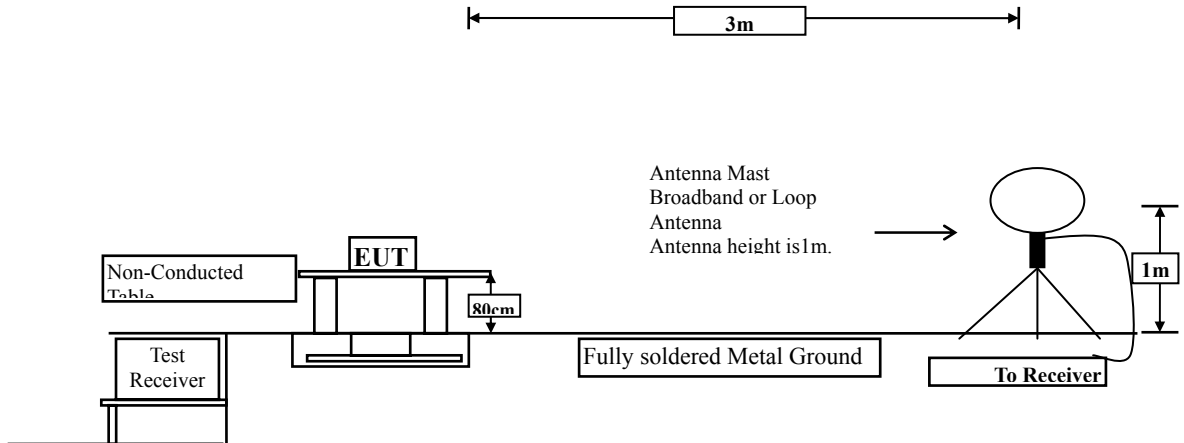 3m
Antenna Mast
Broadband or Loop
Antenna
Antenna height is1m.
EUT
Non-Conducted
Table
80cm
1m
Test
Receiver
Fully soldered Metal Ground
To Receiver